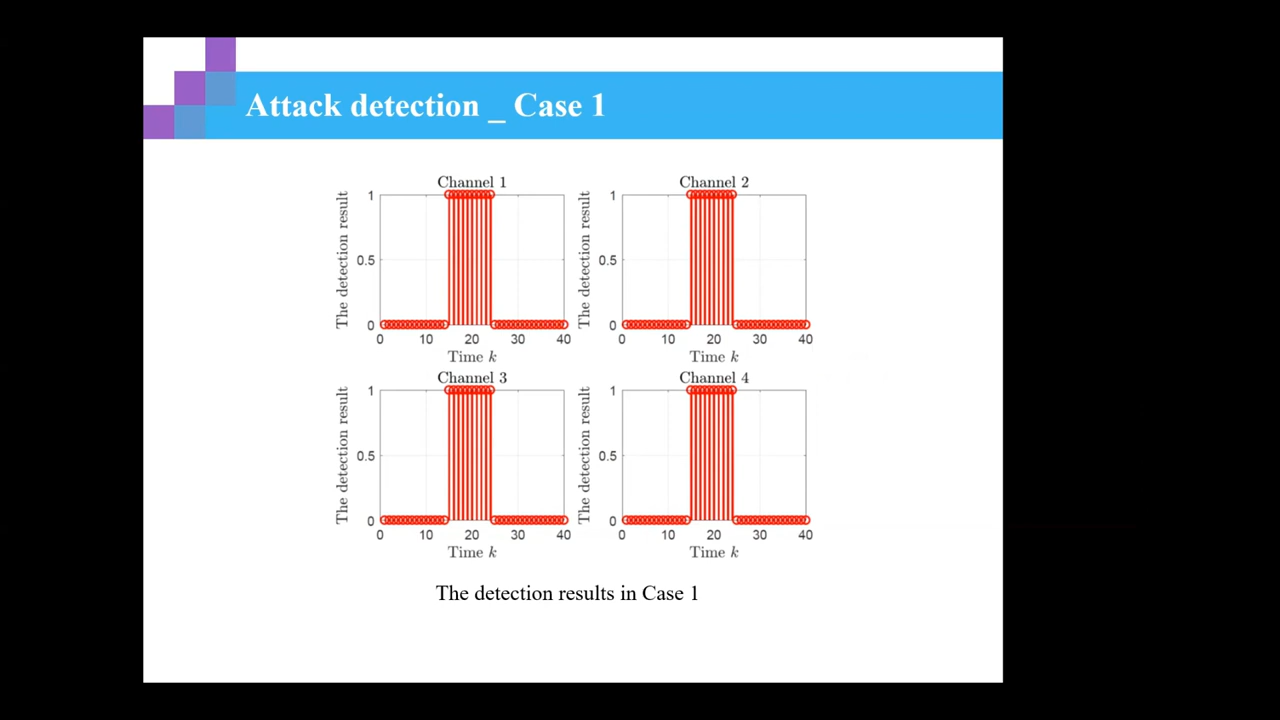 Attack detection _ Case 1
Channel 1
The detection result
1
0.5
0
0 10 20 30 40
Time k
Channel 2
The detection result
1
0.5
0
0 10 20 30 40
Time k
Channel 3
The detection result
1
0.5
0
0 10 20 30 40
Time k
Channel 4
The detection result
1
0.5
0
0 10 20 30 40
Time k
The detection results in Case 1